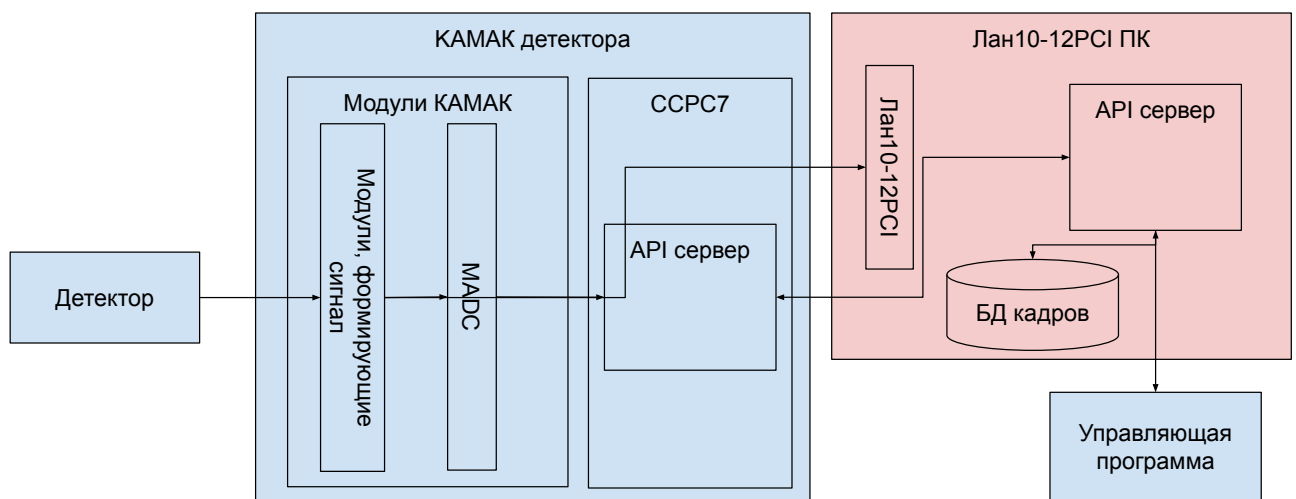 КАМАК детектора
Лан10-12PCI ПК
Модули КАМАК
CCPC7
Лан10-12PCI
API сервер
Модули, формирующие
сигнал
MADC
API сервер
Детектор
БД кадров
Управляющая
программа